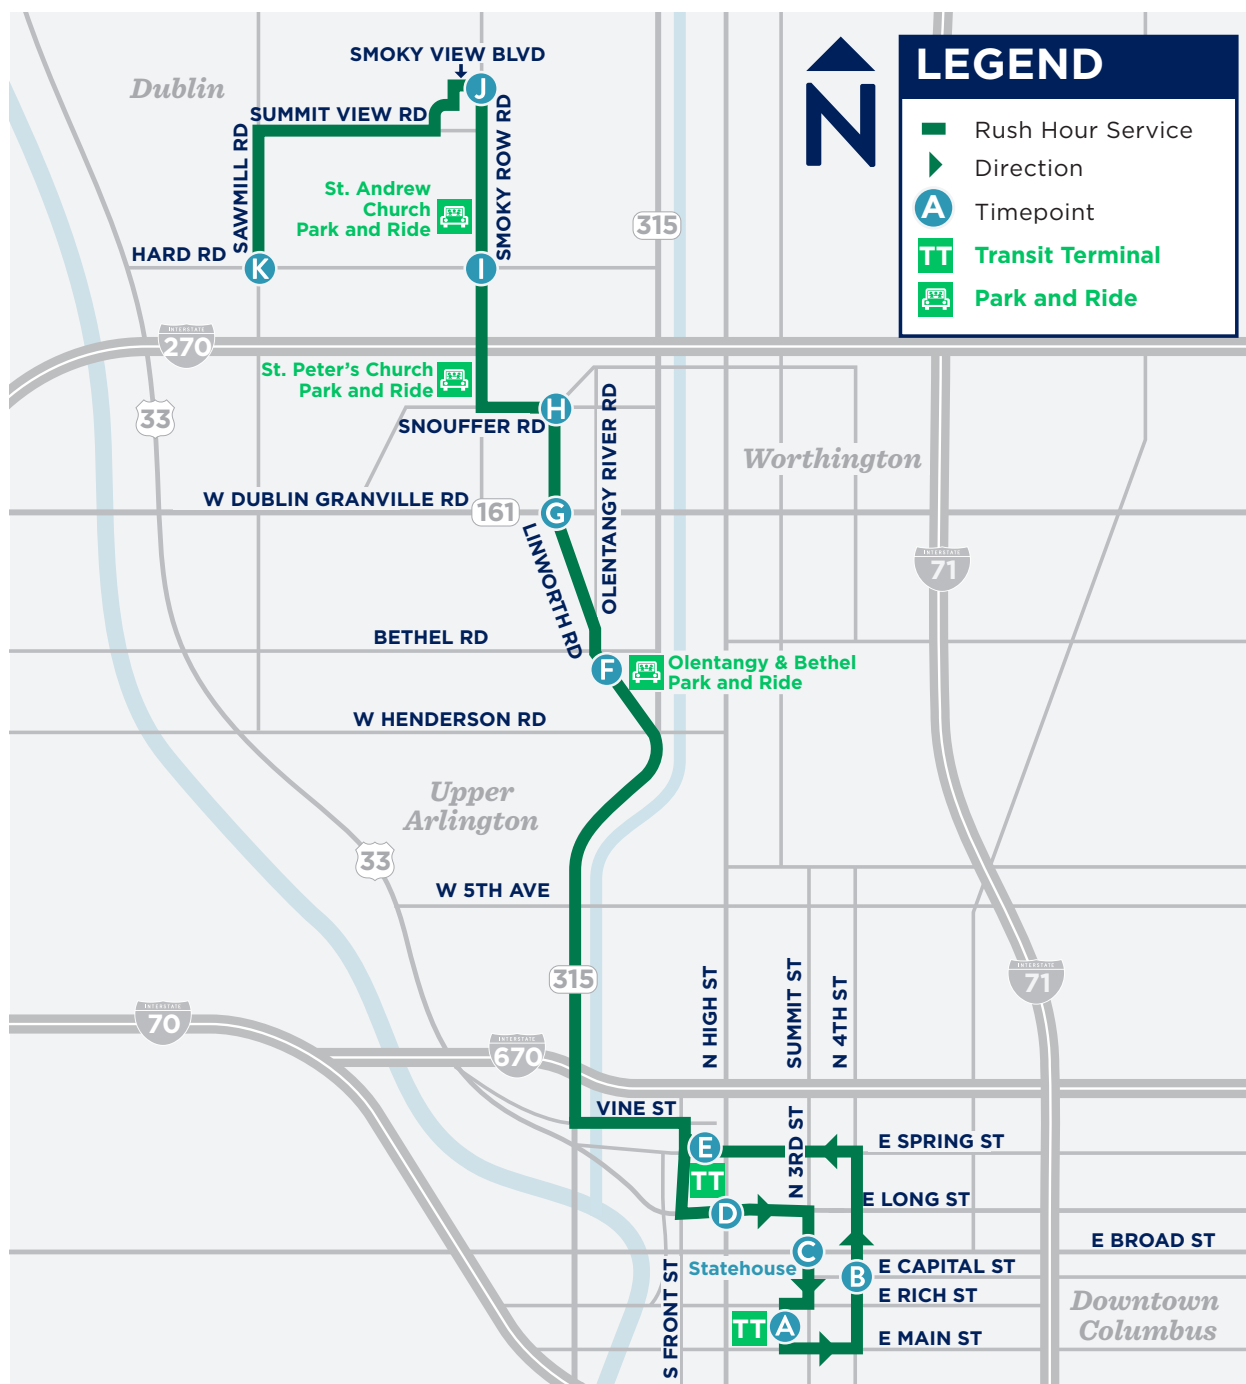 SMOKY VIEW BLVD
Dublin
J
SUMMIT VIEW RD
SAWMILL RD
SMOKY ROW RD
St. Andrew
Church
Park and Ride
HARD RD
K
I
315
N
LEGEND
Rush Hour Service
Direction
A
Timepoint
TT
Transit Terminal
Park and Ride
INTERSTATE
270
St. Peter's Church
Park and Ride
33
H
SNOUFFER RD
OLENTANGY RIVER RD
Worthington
W DUBLIN GRANVILLE RD
161
G
LINWORTH RD
INTERSTATE
71
BETHEL RD
F
Olentangy & Bethel
Park and Ride
W HENDERSON RD
Upper
Arlington
33
W 5TH AVE
315
N HIGH ST
SUMMIT ST
N 4TH ST
INTERSTATE
71
INTERSTATE
70
INTERSTATE
670
VINE ST
N 3RD ST
E
TT
E SPRING ST
D
E LONG ST
C
E BROAD ST
Statehouse
B
E CAPITAL ST
E RICH ST
S FRONT ST
TT
A
E MAIN ST
Downtown
Columbus